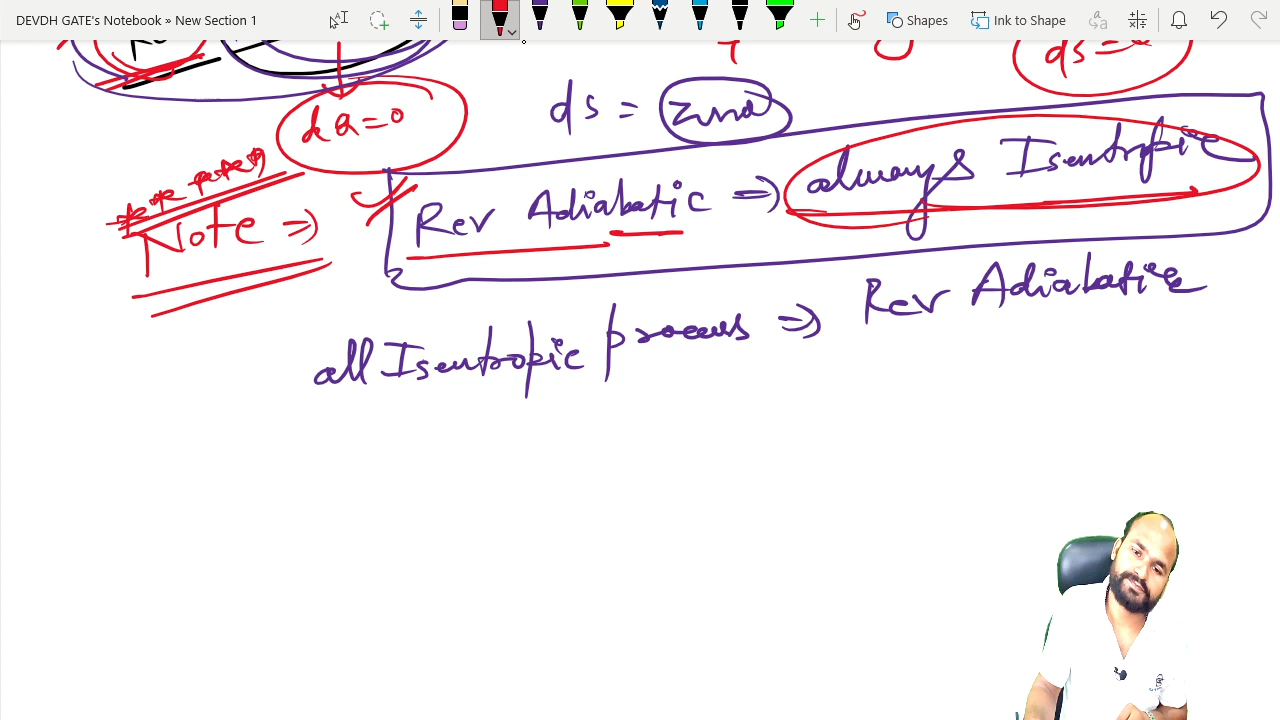 DEVDH GATE's Notebook » New Section 1
Shapes
Ink to Shape
ds =
dQ=0
ds = zero
Note ⇒
Rev Adiabatic ⇒ always Isentropic
all Isentropic process ⇒ Rev Adiabatic